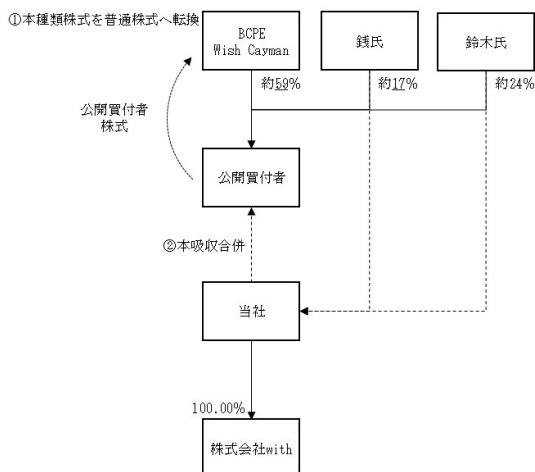 ①本種類株式を普通株式へ転換
BCPE
Wish Cayman
銭氏
鈴木氏
約59%
約17%
約24%
公開買付者
株式
公開買付者
②本吸収合併
当社
100.00%
株式会社with